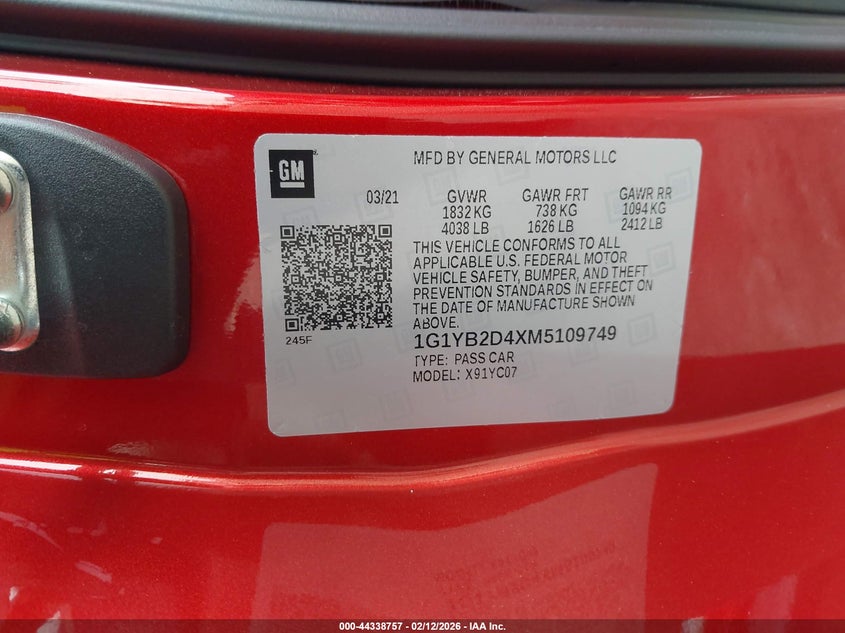 GM
MFD BY GENERAL MOTORS LLC
03/21 GVWR GAWR FRT GAWR RR
1832 KG 738 KG 1094 KG
4038 LB 1626 LB 2412 LB
THIS VEHICLE CONFORMS TO ALL
APPLICABLE U.S. FEDERAL MOTOR
VEHICLE SAFETY, BUMPER, AND THEFT
PREVENTION STANDARDS IN EFFECT ON
THE DATE OF MANUFACTURE SHOWN
ABOVE.
245F
1G1YB2D4XM5109749
TYPE: PASS CAR
MODEL: X91YC07
000-44338757 - 02/12/2026 - IAA Inc.